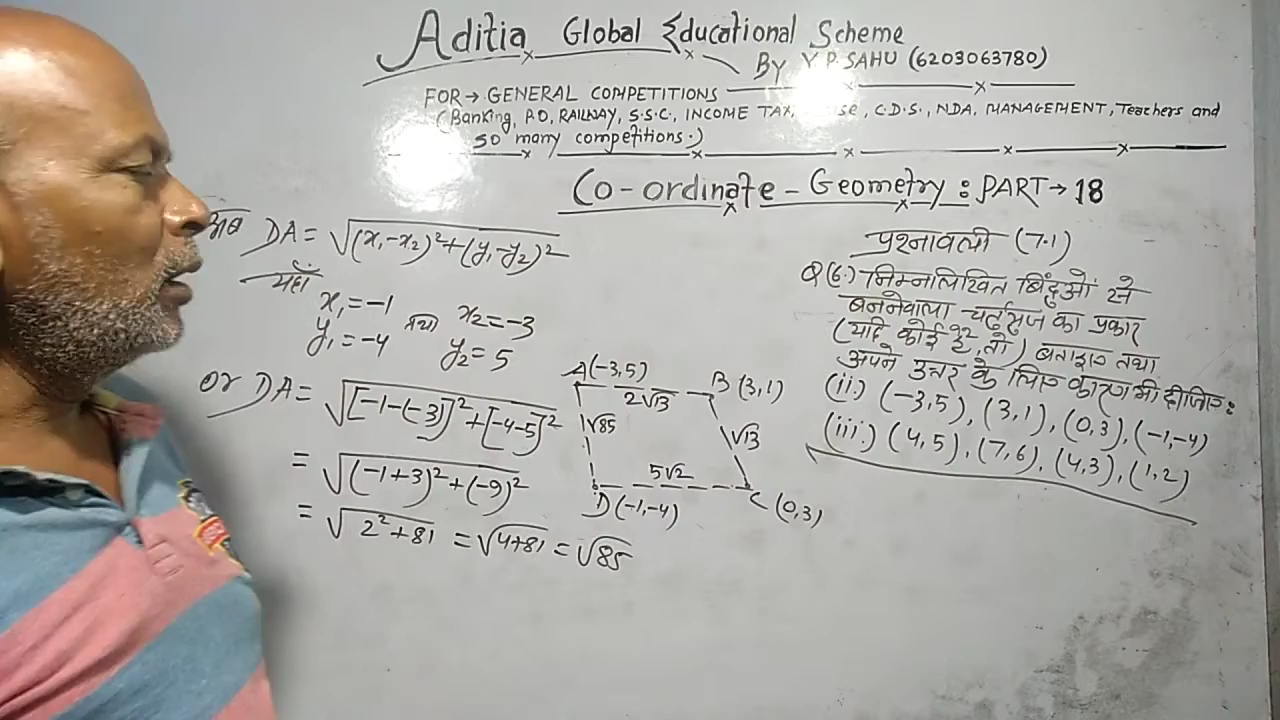 Aditia Global Educational Scheme
By Y.P. SAHU (6203063780)
FOR → GENERAL COMPETITIONS
(Banking, P.O, RAILWAY, S.S.C, INCOME TAX, C.D.S., NDA, MANAGEMENT, Teachers and
So many competitions.)
Co-ordinate-Geometry: PART → 18
अब DA = √(x₁-x₂)²+(y₁-y₂)²
यहाँ
x₁ = -1 तथा x₂ = -3
y₁ = -4 y₂ = 5
or DA = √[-1-(-3)]²+[-4-5]²
= √(-1+3)²+(-9)²
= √2²+81 = √4+81 = √85
A(-3,5) B(3,1)
2√13
√85 √13
5√2
D(-1,-4) C(0,3)
प्रश्नावली (7.1)
Q(6.) निम्नलिखित बिंदुओं से
बननेवाला चर्तुभुज का प्रकार
(यदि कोई है, तो) बताइए तथा
अपने उत्तर के लिए कारण भी दीजिए:
(ii.) (-3,5), (3,1), (0,3), (-1,-4)
(iii.) (4,5), (7,6), (4,3), (1,2)